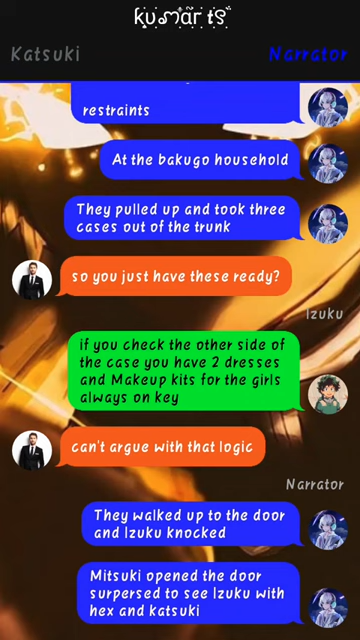 kumar ts
Katsuki
Narrator
restraints
At the bakugo household
They pulled up and took three
cases out of the trunk
so you just have these ready?
Izuku
if you check the other side of
the case you have 2 dresses
and Makeup kits for the girls
always on key
can't argue with that logic
Narrator
They walked up to the door
and Izuku knocked
Mitsuki opened the door
surpersed to see Izuku with
hex and katsuki